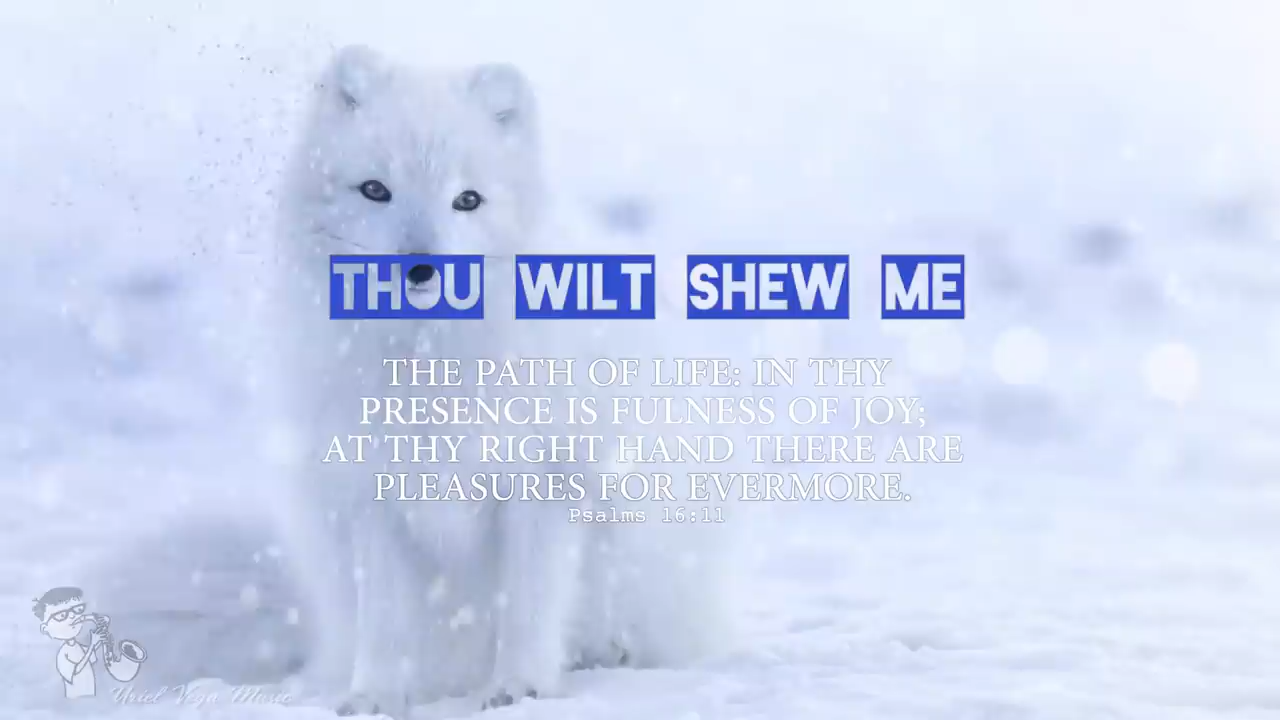 THOU WILT SHEW ME
THE PATH OF LIFE: IN THY
PRESENCE IS FULNESS OF JOY;
AT THY RIGHT HAND THERE ARE
PLEASURES FOR EVERMORE.
Psalms 16:11
Uriel Vega Music